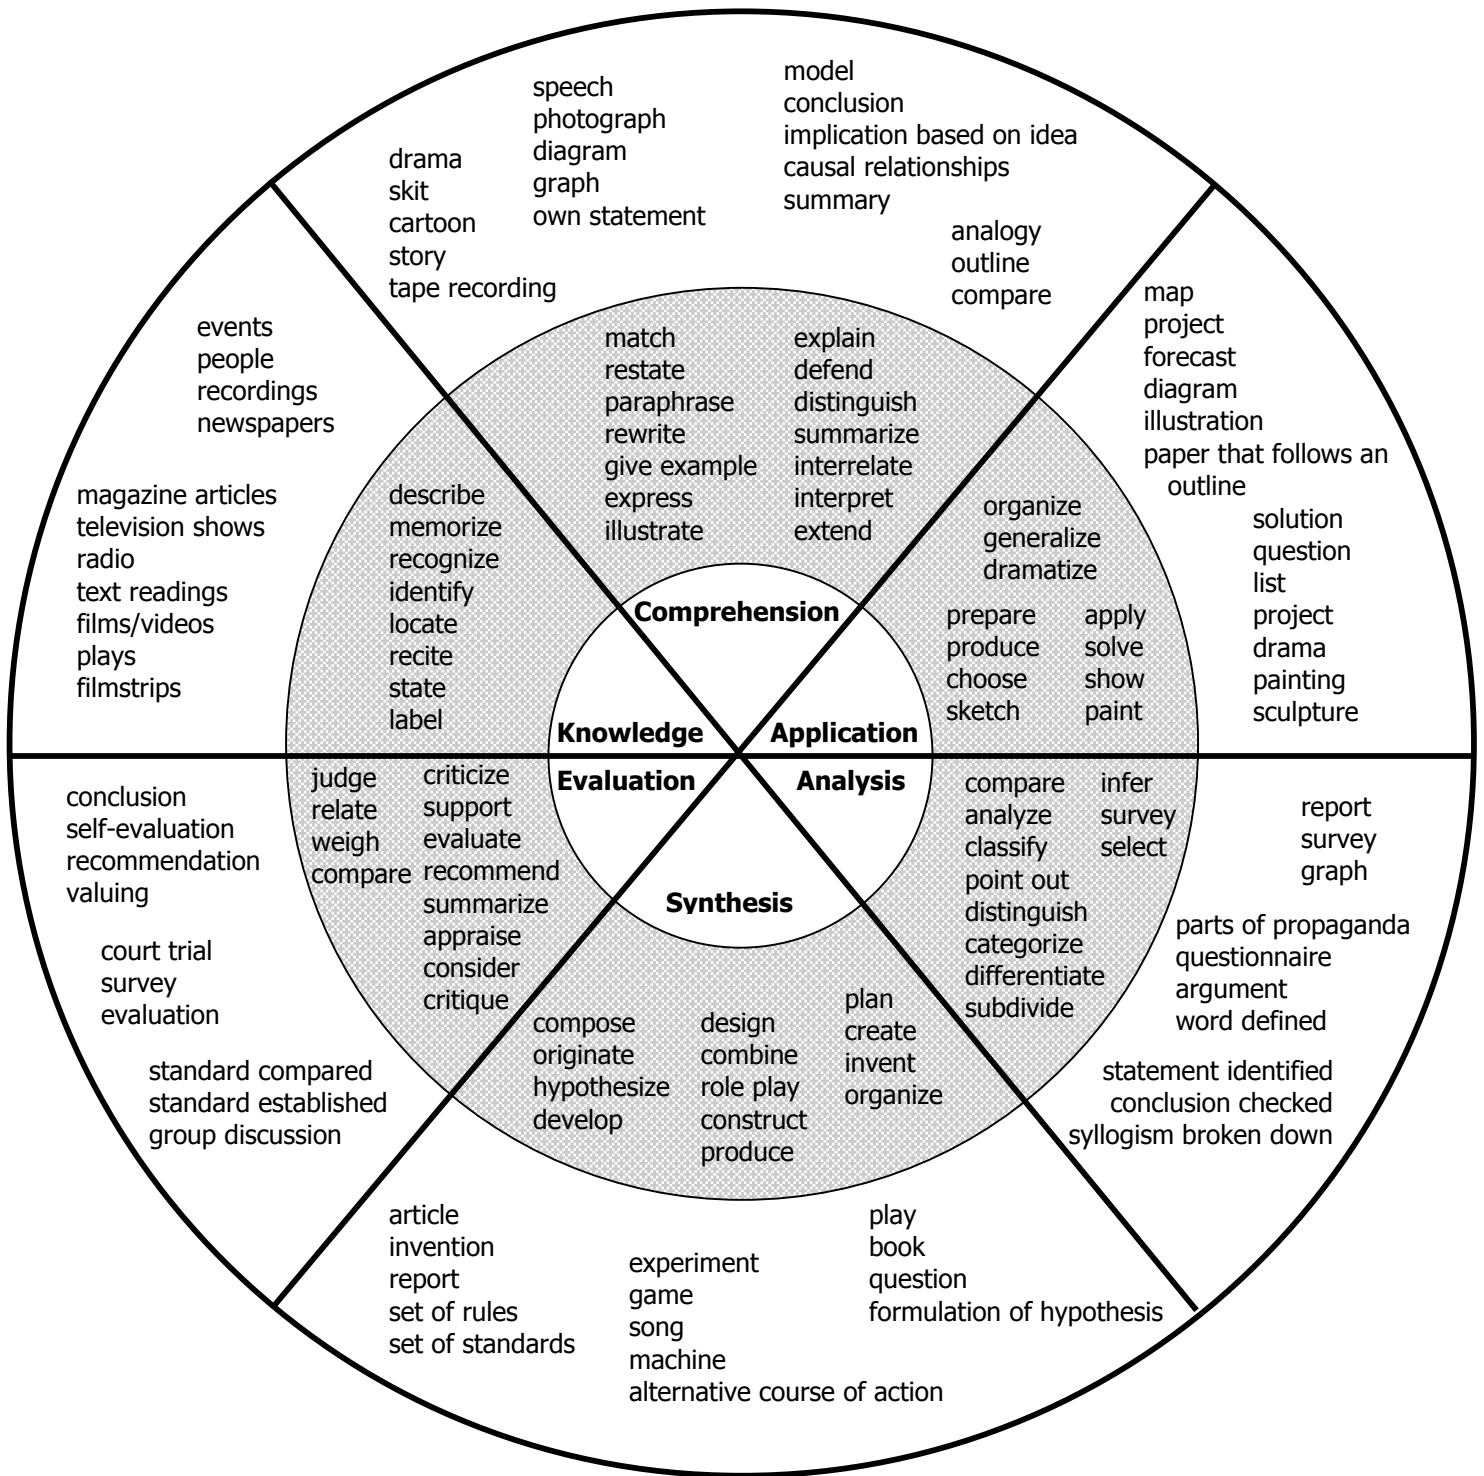 speech
photograph
diagram
graph
own statement
model
conclusion
implication based on idea
causal relationships
summary
drama
skit
cartoon
story
tape recording
analogy
outline
compare
events
people
recordings
newspapers
magazine articles
television shows
radio
text readings
films/videos
plays
filmstrips
match
restate
paraphrase
rewrite
give example
express
illustrate
explain
defend
distinguish
summarize
interrelate
interpret
extend
map
project
forecast
diagram
illustration
paper that follows an
outline
solution
question
list
project
drama
painting
sculpture
describe
memorize
recognize
identify
locate
recite
state
label
organize
generalize
dramatize
prepare
produce
choose
sketch
apply
solve
show
paint
Comprehension
Knowledge
Application
Evaluation
Analysis
Synthesis
judge
relate
weigh
compare
criticize
support
evaluate
recommend
summarize
appraise
consider
critique
compare
analyze
classify
point out
distinguish
categorize
differentiate
subdivide
infer
survey
select
conclusion
self-evaluation
recommendation
valuing
court trial
survey
evaluation
standard compared
standard established
group discussion
report
survey
graph
parts of propaganda
questionnaire
argument
word defined
statement identified
conclusion checked
syllogism broken down
compose
originate
hypothesize
develop
design
combine
role play
construct
produce
plan
create
invent
organize
article
invention
report
set of rules
set of standards
experiment
game
song
machine
alternative course of action
play
book
question
formulation of hypothesis